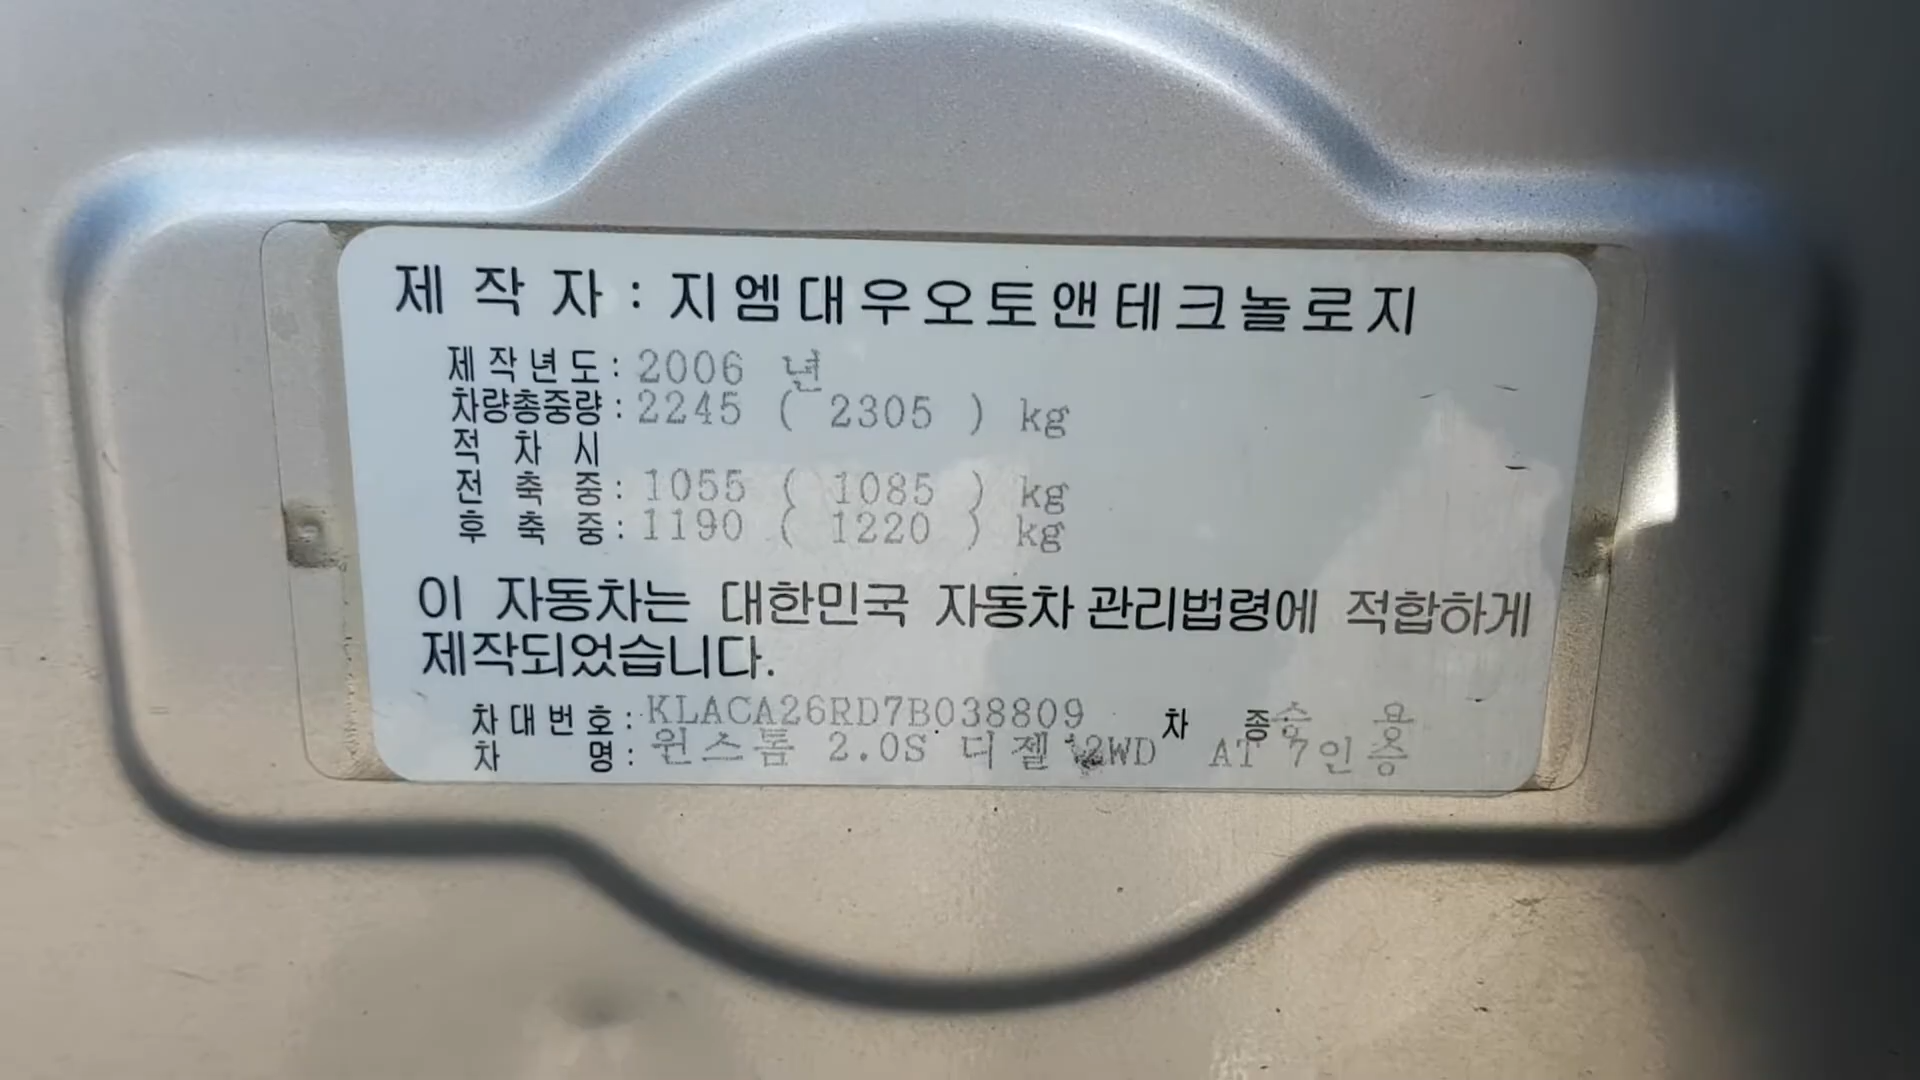 제작자 : 지엠대우오토앤테크놀로지
제작년도 : 2006 년
차량총중량 : 2245 ( 2305 ) kg
적차시
전축중 : 1055 ( 1085 ) kg
후축중 : 1190 ( 1220 ) kg
이 자동차는 대한민국 자동차 관리법령에 적합하게
제작되었습니다.
차대번호 : KLACA26RD7B038809 차 종 승 용
차 명 : 윈스톰 2.0S 디젤 2WD AT 7인승